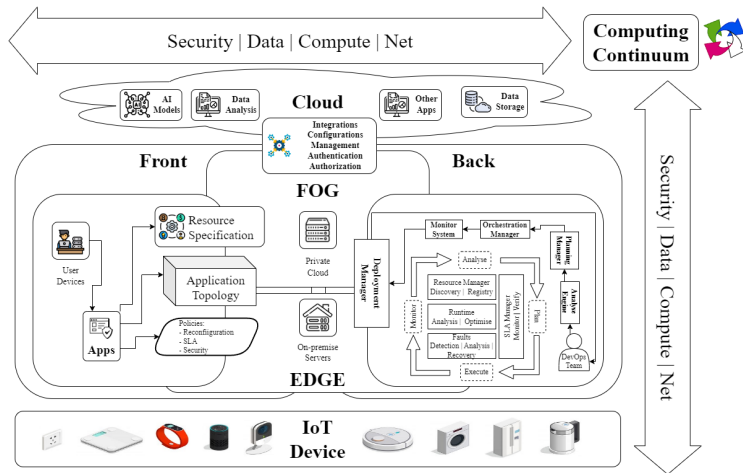 Security | Data | Compute | Net
Computing
Continuum
Cloud
AI
Models
Data
Analysis
Other
Apps
Data
Storage
Integrations
Configurations
Management
Authentication
Authorization
Front
Back
FOG
User
Devices
Resource
Specification
Application
Topology
Apps
Policies:
- Reconfiiguration
- SLA
- Security
Private
Cloud
On-premise
Servers
EDGE
Deployment
Manager
Monitor
System
Orchestration
Manager
Planning
Manager
Analyse
Engine
DevOps
Team
Analyse
Monitor
Plan
Execute
Resource Manager
Discovery | Registry
Runtime
Analysis | Optimise
Faults
Detection | Analysis |
Recovery
SLA Manger
Monitor | Verify
IoT
Device
Security | Data | Compute | Net